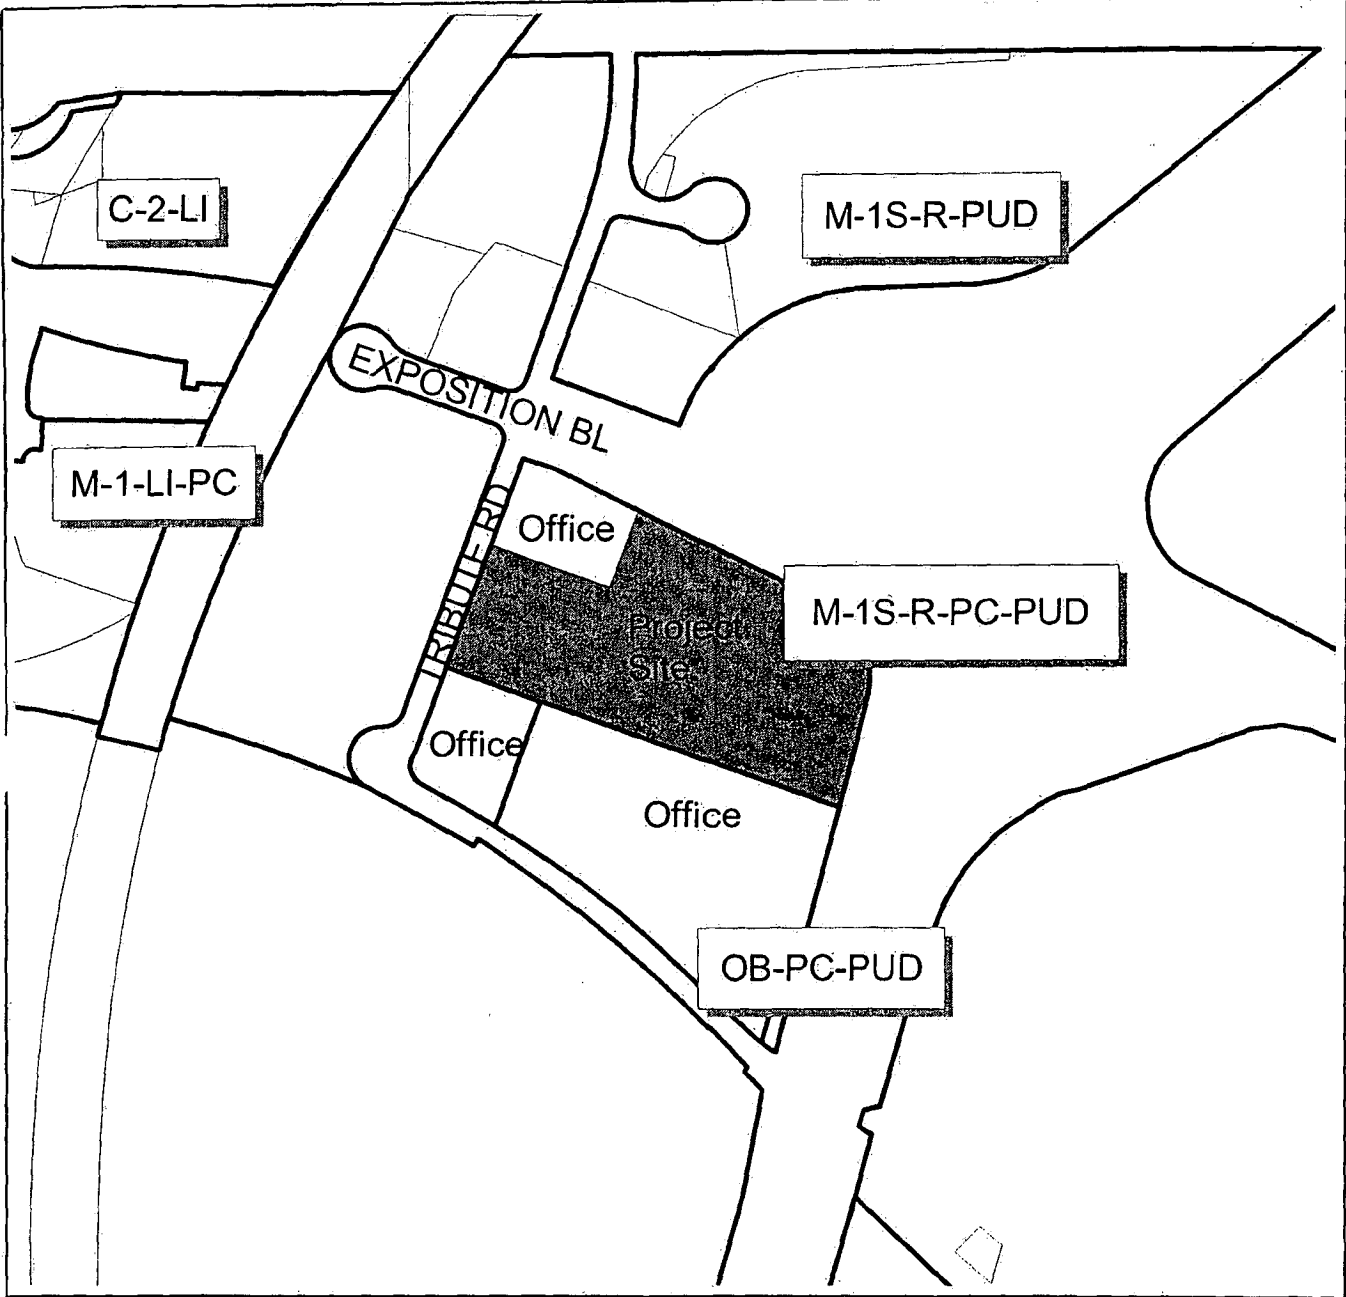 C-2-LI
M-1S-R-PUD
EXPOSITION BL
M-1-LI-PC
TRIBUTE RD
Office
M-1S-R-PC-PUD
Project
Site
Office
Office
OB-PC-PUD